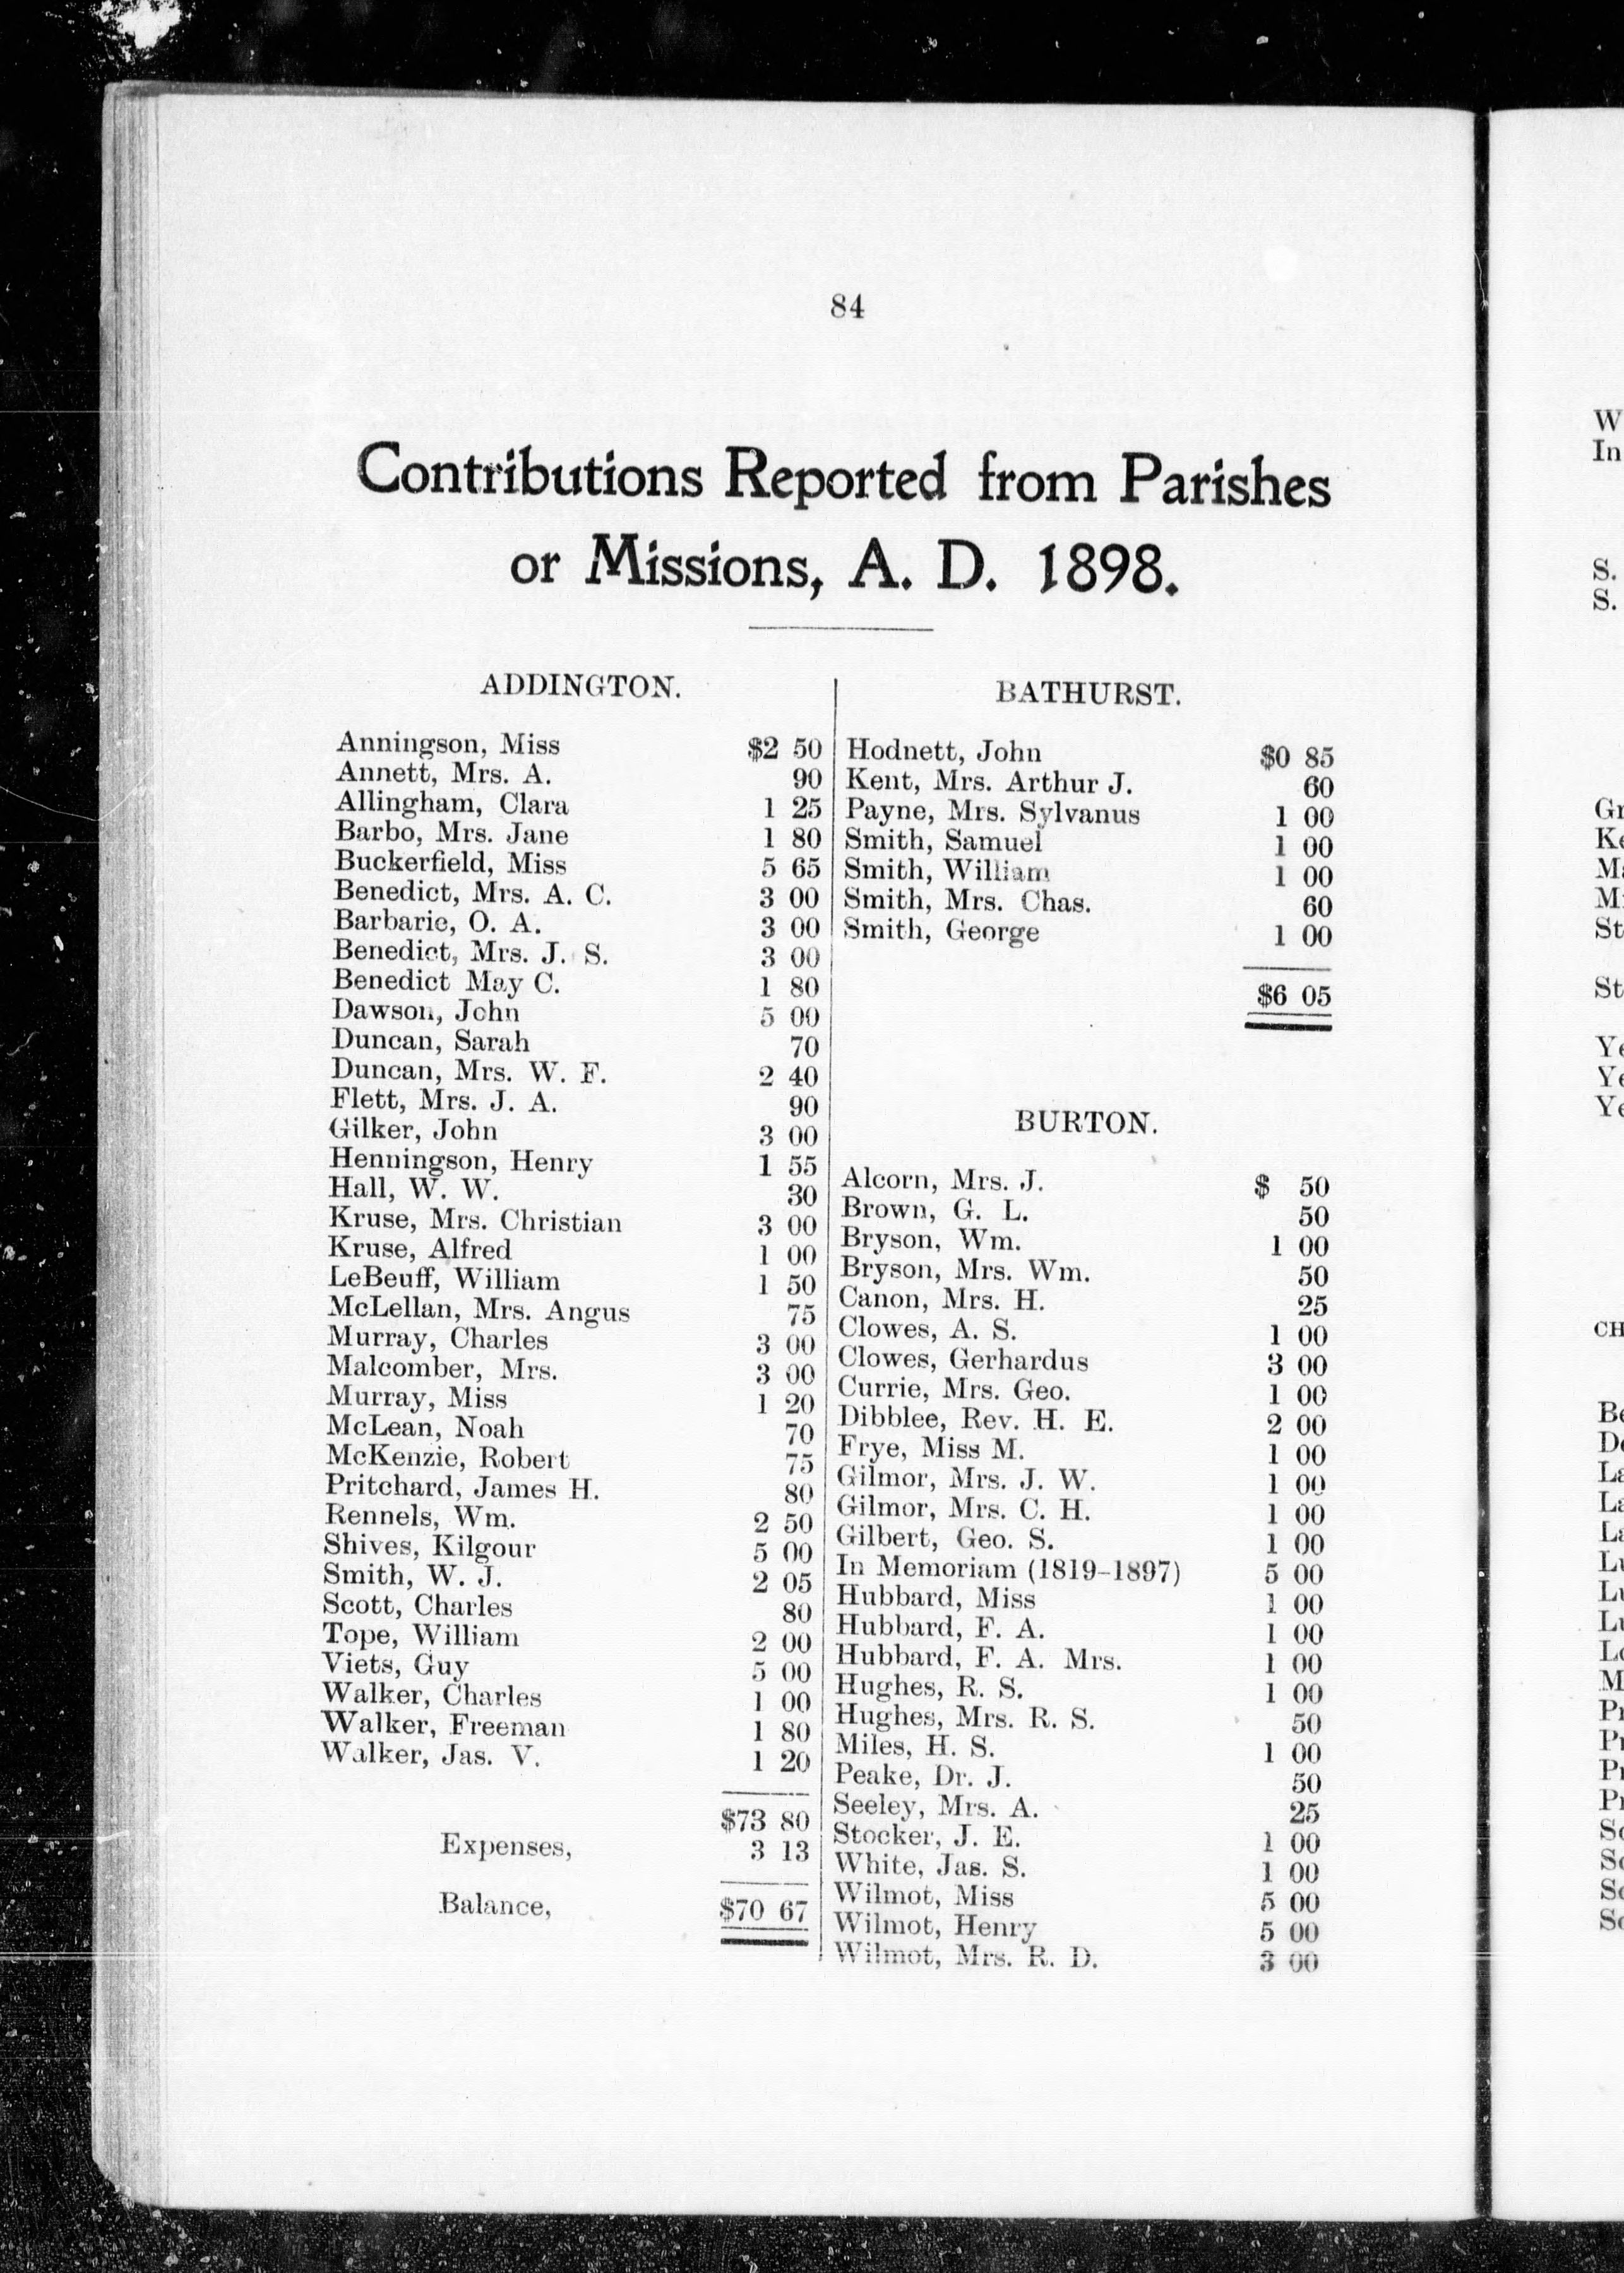 84
Contributions Reported from Parishes
or Missions, A. D. 1898.
ADDINGTON.
Anningson, Miss $2 50
Annett, Mrs. A. 90
Allingham, Clara 1 25
Barbo, Mrs. Jane 1 80
Buckerfield, Miss 5 65
Benedict, Mrs. A. C. 3 00
Barbarie, O. A. 3 00
Benedict, Mrs. J. S. 3 00
Benedict May C. 1 80
Dawson, John 5 00
Duncan, Sarah 70
Duncan, Mrs. W. F. 2 40
Flett, Mrs. J. A. 90
Gilker, John 3 00
Henningson, Henry 1 55
Hall, W. W. 30
Kruse, Mrs. Christian 3 00
Kruse, Alfred 1 00
LeBeuff, William 1 50
McLellan, Mrs. Angus 75
Murray, Charles 3 00
Malcomber, Mrs. 3 00
Murray, Miss 1 20
McLean, Noah 70
McKenzie, Robert 75
Pritchard, James H. 80
Rennels, Wm. 2 50
Shives, Kilgour 5 00
Smith, W. J. 2 05
Scott, Charles 80
Tope, William 2 00
Viets, Guy 5 00
Walker, Charles 1 00
Walker, Freeman 1 80
Walker, Jas. V. 1 20
$73 80
Expenses, 3 13
Balance, $70 67
BATHURST.
Hodnett, John $0 85
Kent, Mrs. Arthur J. 60
Payne, Mrs. Sylvanus 1 00
Smith, Samuel 1 00
Smith, William 1 00
Smith, Mrs. Chas. 60
Smith, George 1 00
$6 05
BURTON.
Alcorn, Mrs. J. $ 50
Brown, G. L. 50
Bryson, Wm. 1 00
Bryson, Mrs. Wm. 50
Canon, Mrs. H. 25
Clowes, A. S. 1 00
Clowes, Gerhardus 3 00
Currie, Mrs. Geo. 1 00
Dibblee, Rev. H. E. 2 00
Frye, Miss M. 1 00
Gilmor, Mrs. J. W. 1 00
Gilmor, Mrs. C. H. 1 00
Gilbert, Geo. S. 1 00
In Memoriam (1819-1897) 5 00
Hubbard, Miss 1 00
Hubbard, F. A. 1 00
Hubbard, F. A. Mrs. 1 00
Hughes, R. S. 1 00
Hughes, Mrs. R. S. 50
Miles, H. S. 1 00
Peake, Dr. J. 50
Seeley, Mrs. A. 25
Stocker, J. E. 1 00
White, Jas. S. 1 00
Wilmot, Miss 5 00
Wilmot, Henry 5 00
Wilmot, Mrs. R. D. 3 00